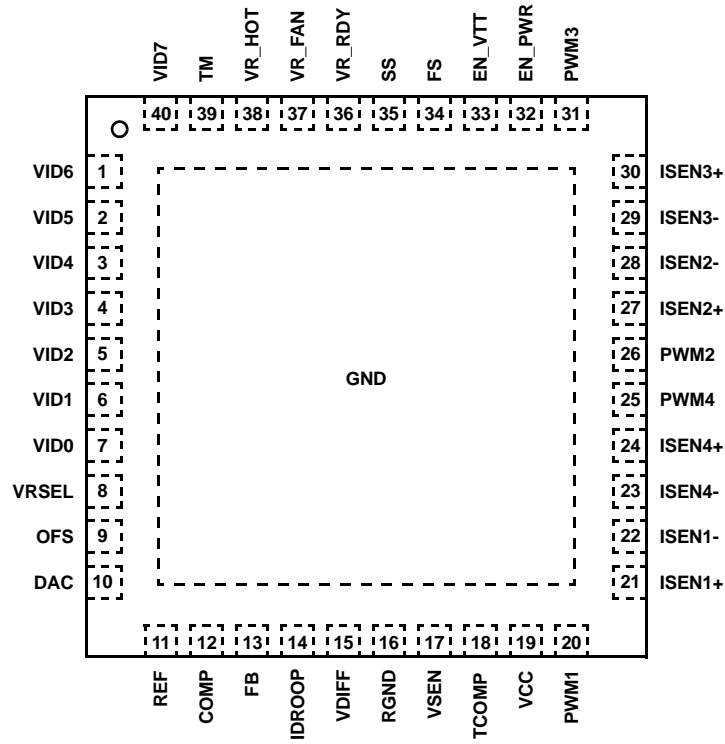 VID7
TM
VR_HOT
VR_FAN
VR_RDY
SS
FS
EN_VTT
EN_PWR
PWM3
40 39 38 37 36 35 34 33 32 31
VID6 1 30 ISEN3+
VID5 2 29 ISEN3-
VID4 3 28 ISEN2-
VID3 4 27 ISEN2+
VID2 5 26 PWM2
GND
VID1 6 25 PWM4
VID0 7 24 ISEN4+
VRSEL 8 23 ISEN4-
OFS 9 22 ISEN1-
DAC 10 21 ISEN1+
11 12 13 14 15 16 17 18 19 20
REF
COMP
FB
IDROOP
VDIFF
RGND
VSEN
TCOMP
VCC
PWM1